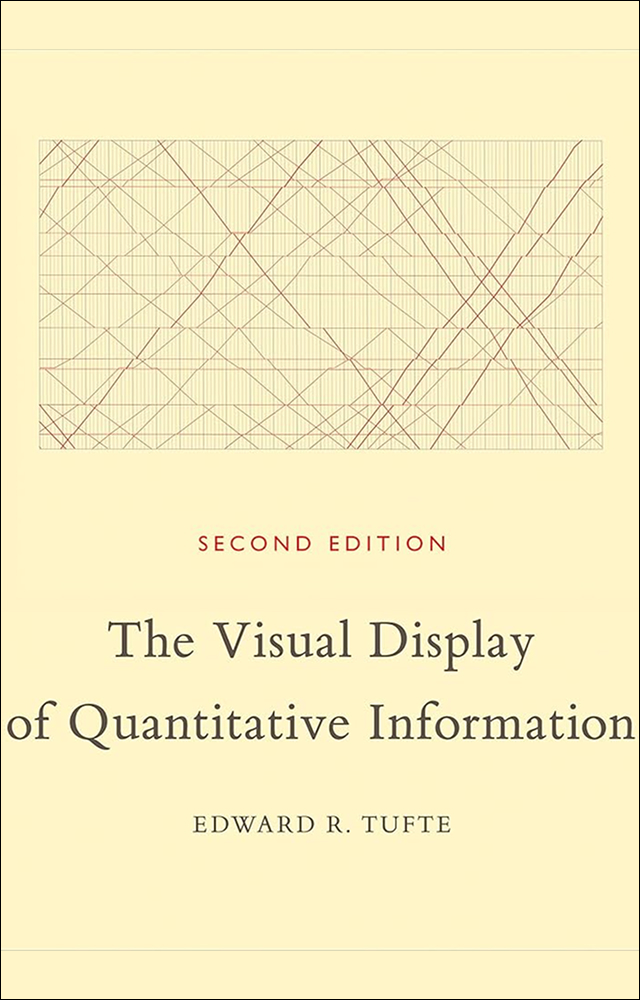 SECOND EDITION
The Visual Display
of Quantitative Information
EDWARD R. TUFTE